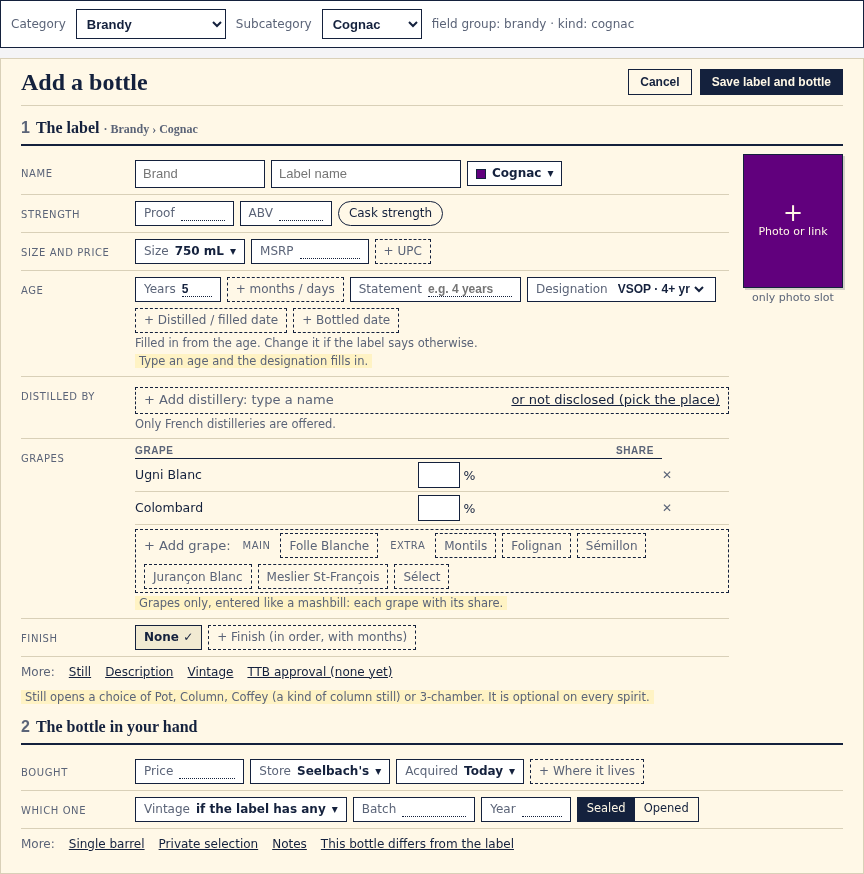 Category Brandy Subcategory Cognac field group: brandy · kind: cognac
Add a bottle Cancel Save label and bottle
1 The label · Brandy › Cognac
NAME Brand Label name Cognac ▾
+
Photo or link
only photo slot
STRENGTH Proof ABV Cask strength
SIZE AND PRICE Size 750 mL ▾ MSRP + UPC
AGE Years 5 + months / days Statement e.g. 4 years Designation VSOP · 4+ yr
+ Distilled / filled date + Bottled date
Filled in from the age. Change it if the label says otherwise.
Type an age and the designation fills in.
DISTILLED BY + Add distillery: type a name or not disclosed (pick the place)
Only French distilleries are offered.
GRAPES GRAPE SHARE
Ugni Blanc % ×
Colombard % ×
+ Add grape: MAIN Folle Blanche EXTRA Montils Folignan Sémillon
Jurançon Blanc Meslier St-François Sélect
Grapes only, entered like a mashbill: each grape with its share.
FINISH None ✓ + Finish (in order, with months)
More: Still Description Vintage TTB approval (none yet)
Still opens a choice of Pot, Column, Coffey (a kind of column still) or 3-chamber. It is optional on every spirit.
2 The bottle in your hand
BOUGHT Price Store Seelbach's ▾ Acquired Today ▾ + Where it lives
WHICH ONE Vintage if the label has any ▾ Batch Year Sealed Opened
More: Single barrel Private selection Notes This bottle differs from the label